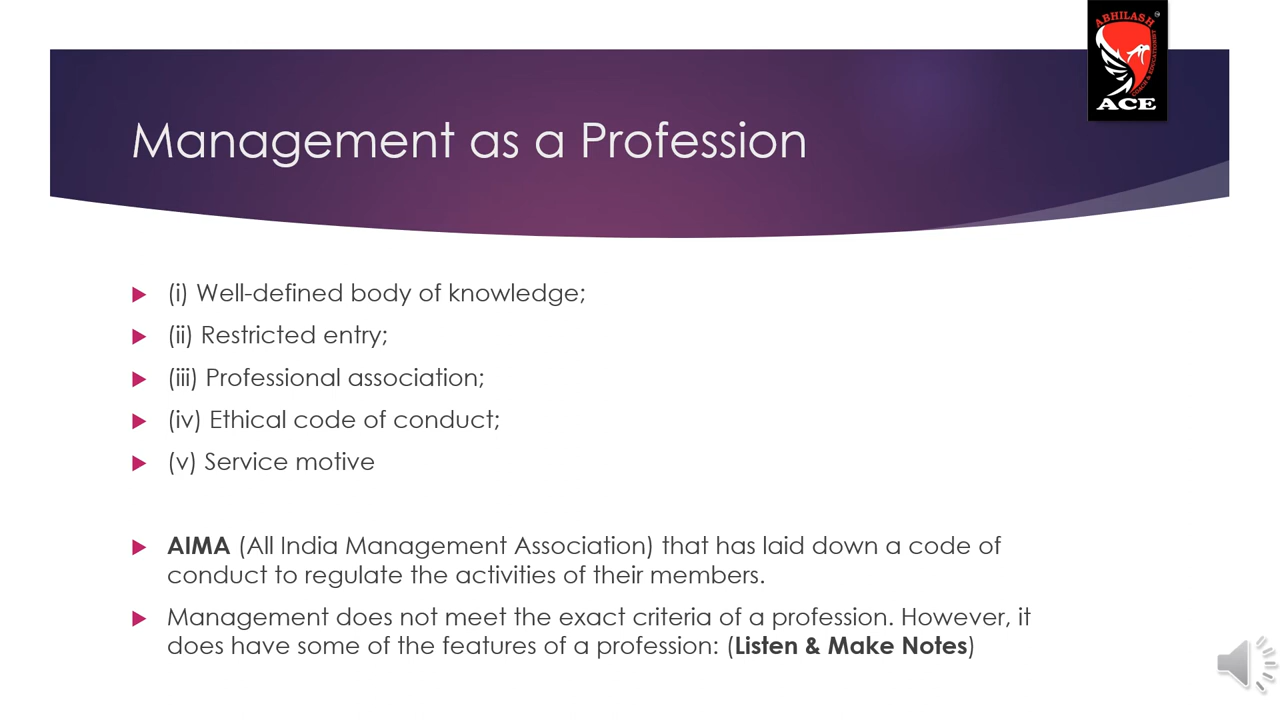 ABHILASH
COACH & EDUCATIONIST
ACE
Management as a Profession
(i) Well-defined body of knowledge;
(ii) Restricted entry;
(iii) Professional association;
(iv) Ethical code of conduct;
(v) Service motive
AIMA (All India Management Association) that has laid down a code of
conduct to regulate the activities of their members.
Management does not meet the exact criteria of a profession. However, it
does have some of the features of a profession: (Listen & Make Notes)